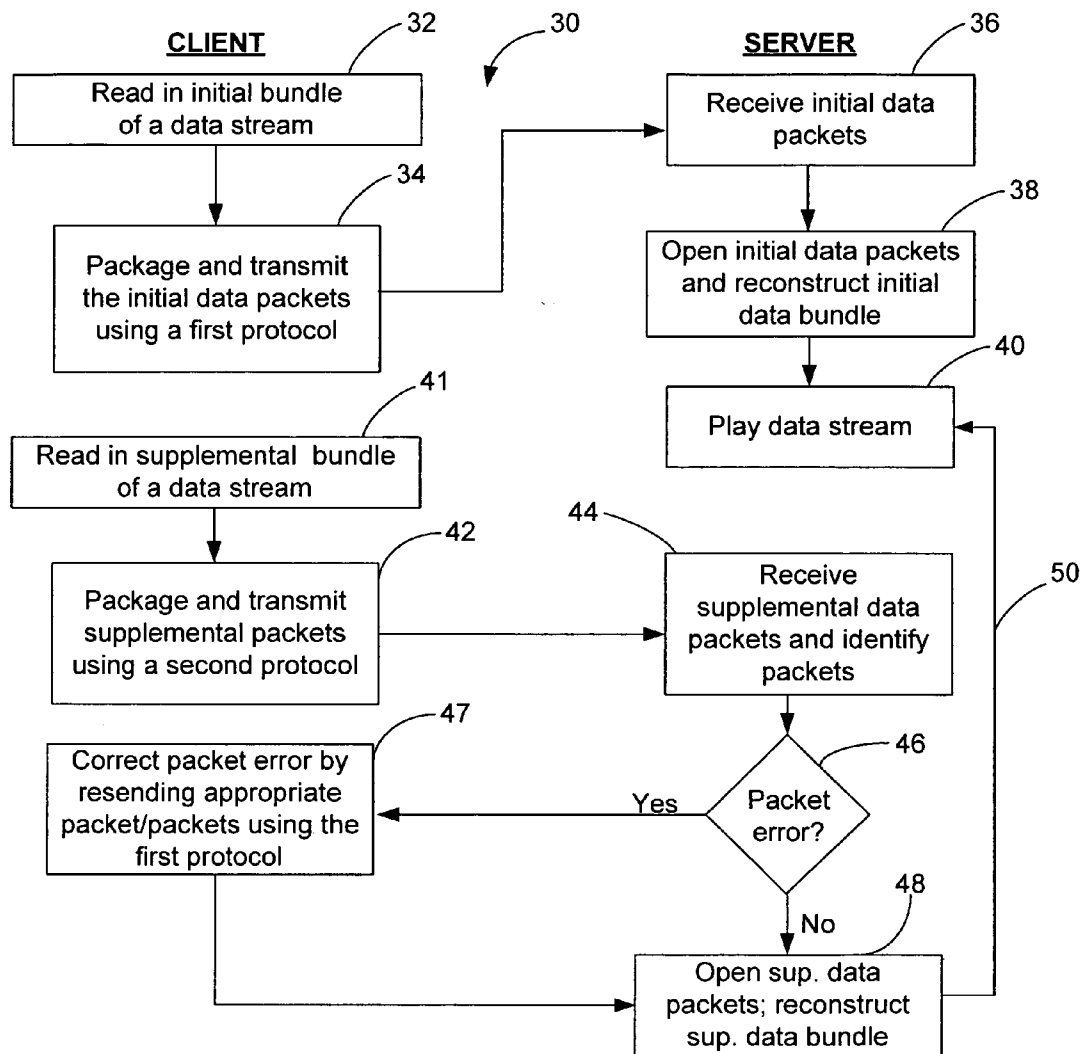 CLIENT
32
30
SERVER
36
Read in initial bundle
of a data stream
Receive initial data
packets
34
Package and transmit
the initial data packets
using a first protocol
38
Open initial data packets
and reconstruct initial
data bundle
40
Play data stream
41
Read in supplemental bundle
of a data stream
42
Package and transmit
supplemental packets
using a second protocol
44
Receive
supplemental data
packets and identify
packets
50
47
Correct packet error by
resending appropriate
packet/packets using the
first protocol
46
Yes
Packet
error?
No
48
Open sup. data
packets; reconstruct
sup. data bundle